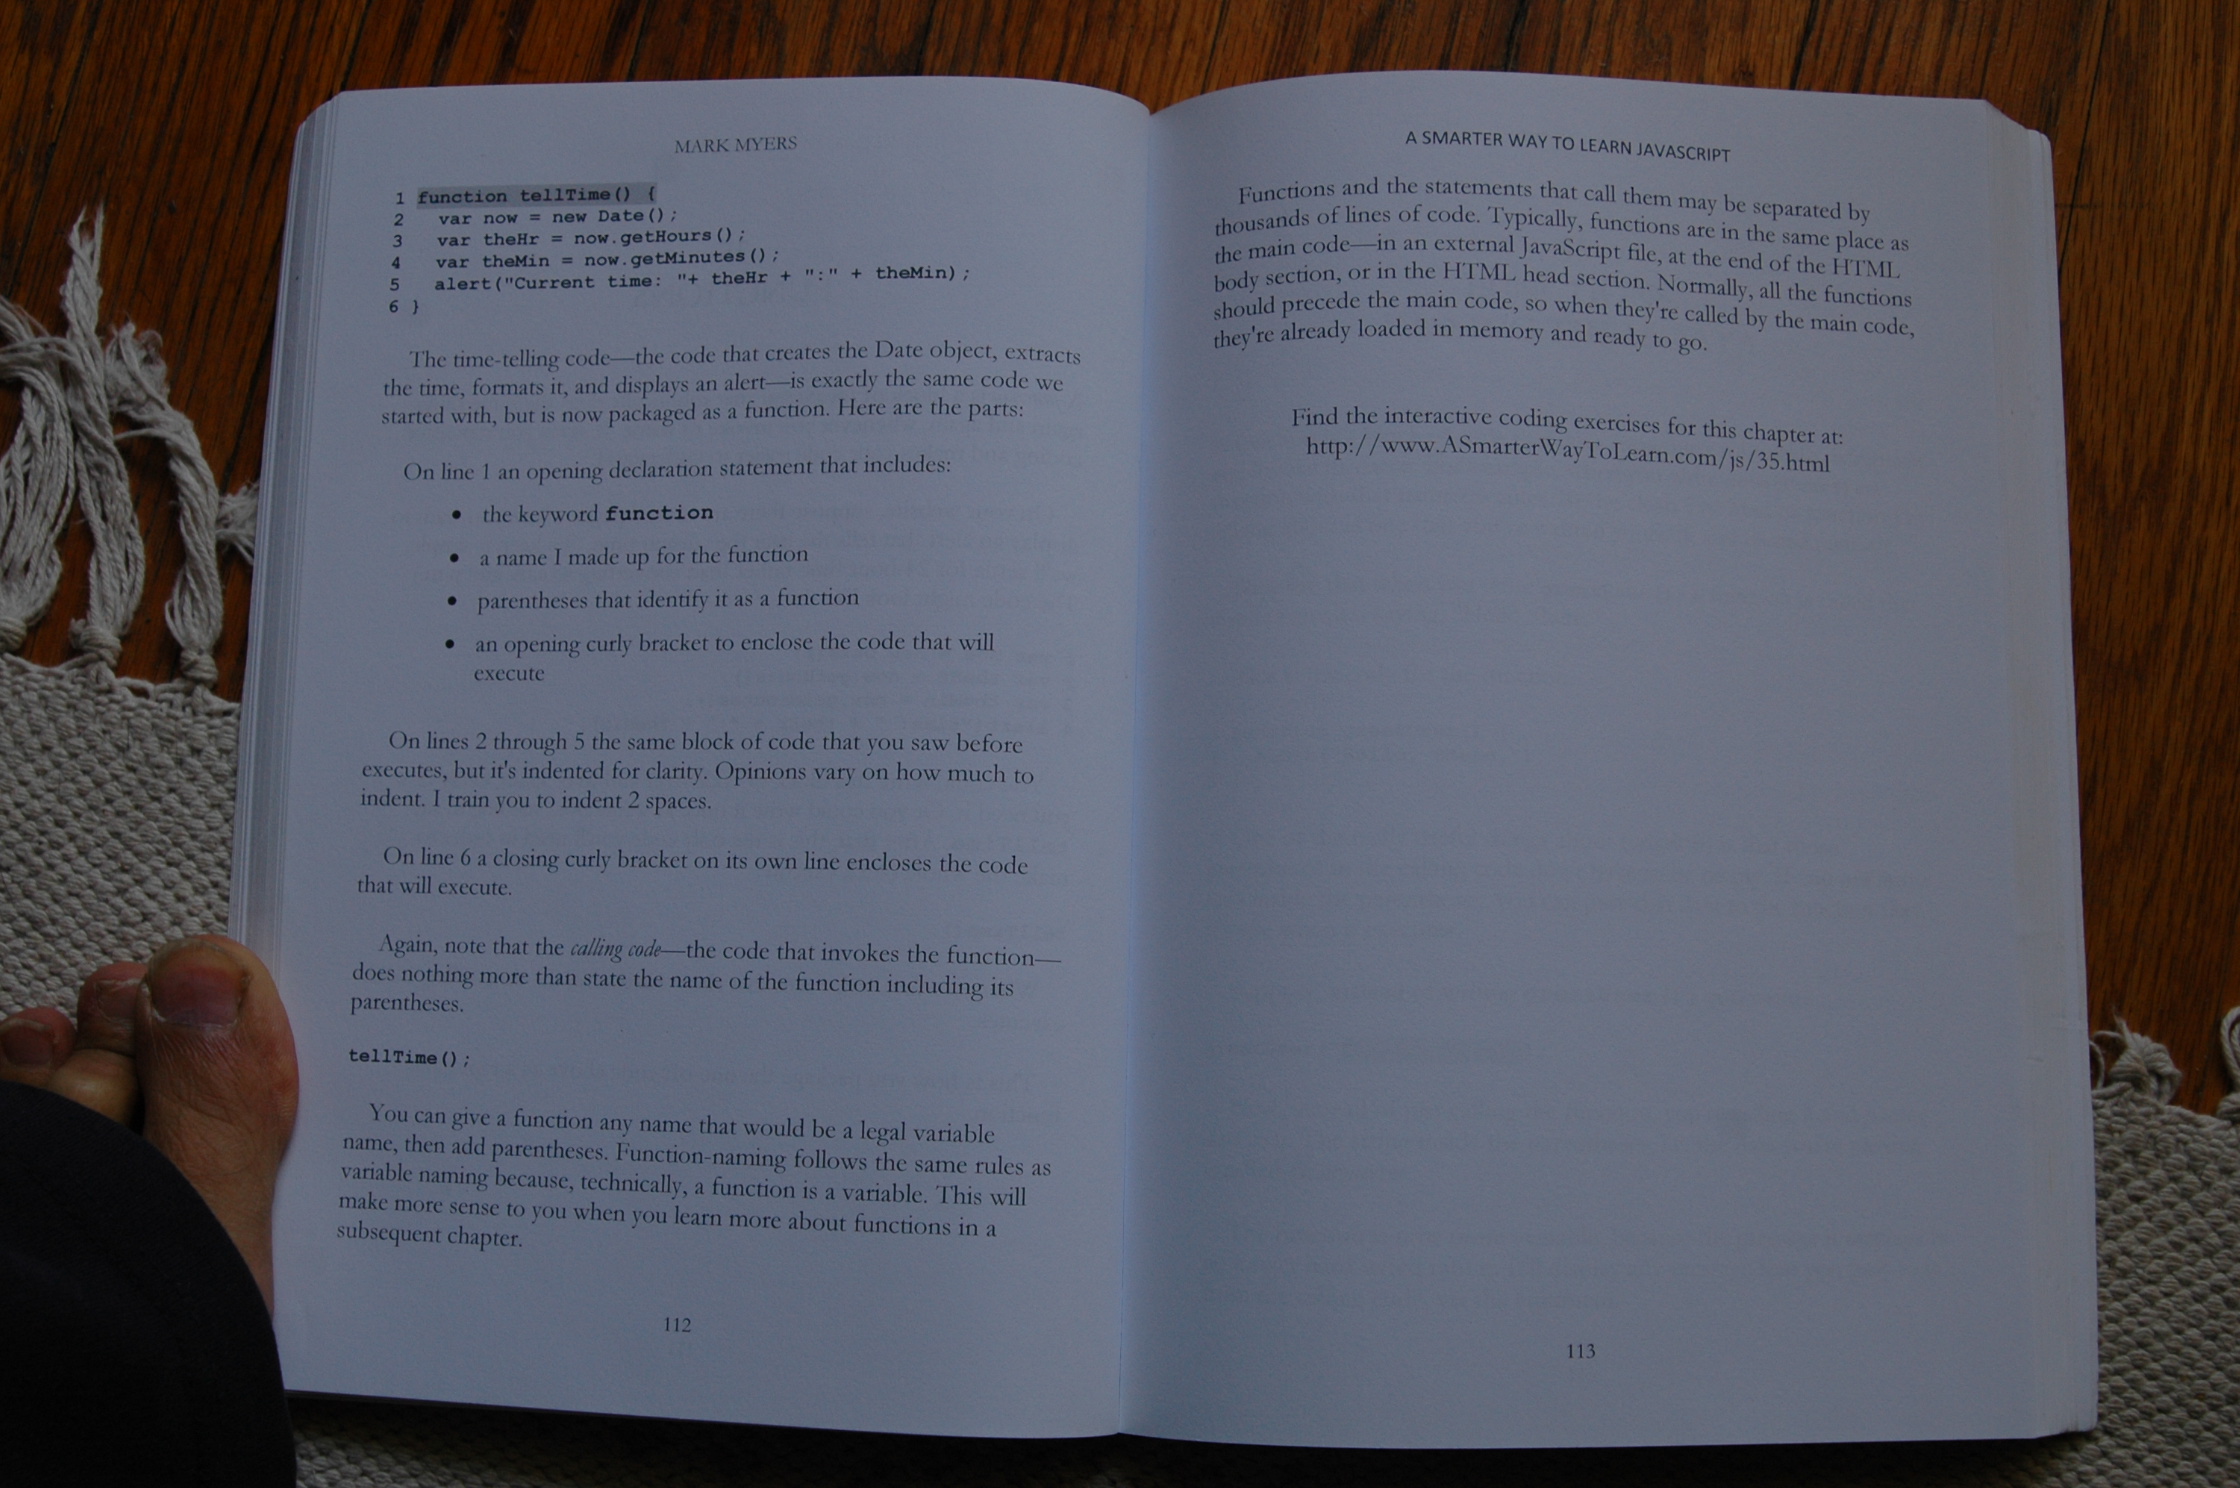 MARK MYERS
1 function tellTime() {
2   var now = new Date();
3   var theHr = now.getHours();
4   var theMin = now.getMinutes();
5   alert("Current time: "+ theHr + ":" + theMin);
6 }
The time-telling code—the code that creates the Date object, extracts
the time, formats it, and displays an alert—is exactly the same code we
started with, but is now packaged as a function. Here are the parts:
On line 1 an opening declaration statement that includes:
• the keyword function
• a name I made up for the function
• parentheses that identify it as a function
• an opening curly bracket to enclose the code that will
execute
On lines 2 through 5 the same block of code that you saw before
executes, but it's indented for clarity. Opinions vary on how much to
indent. I train you to indent 2 spaces.
On line 6 a closing curly bracket on its own line encloses the code
that will execute.
Again, note that the calling code—the code that invokes the function—
does nothing more than state the name of the function including its
parentheses.
tellTime();
You can give a function any name that would be a legal variable
name, then add parentheses. Function-naming follows the same rules as
variable naming because, technically, a function is a variable. This will
make more sense to you when you learn more about functions in a
subsequent chapter.
112
A SMARTER WAY TO LEARN JAVASCRIPT
Functions and the statements that call them may be separated by
thousands of lines of code. Typically, functions are in the same place as
the main code—in an external JavaScript file, at the end of the HTML
body section, or in the HTML head section. Normally, all the functions
should precede the main code, so when they're called by the main code,
they're already loaded in memory and ready to go.
Find the interactive coding exercises for this chapter at:
http://www.ASmarterWayToLearn.com/js/35.html
113